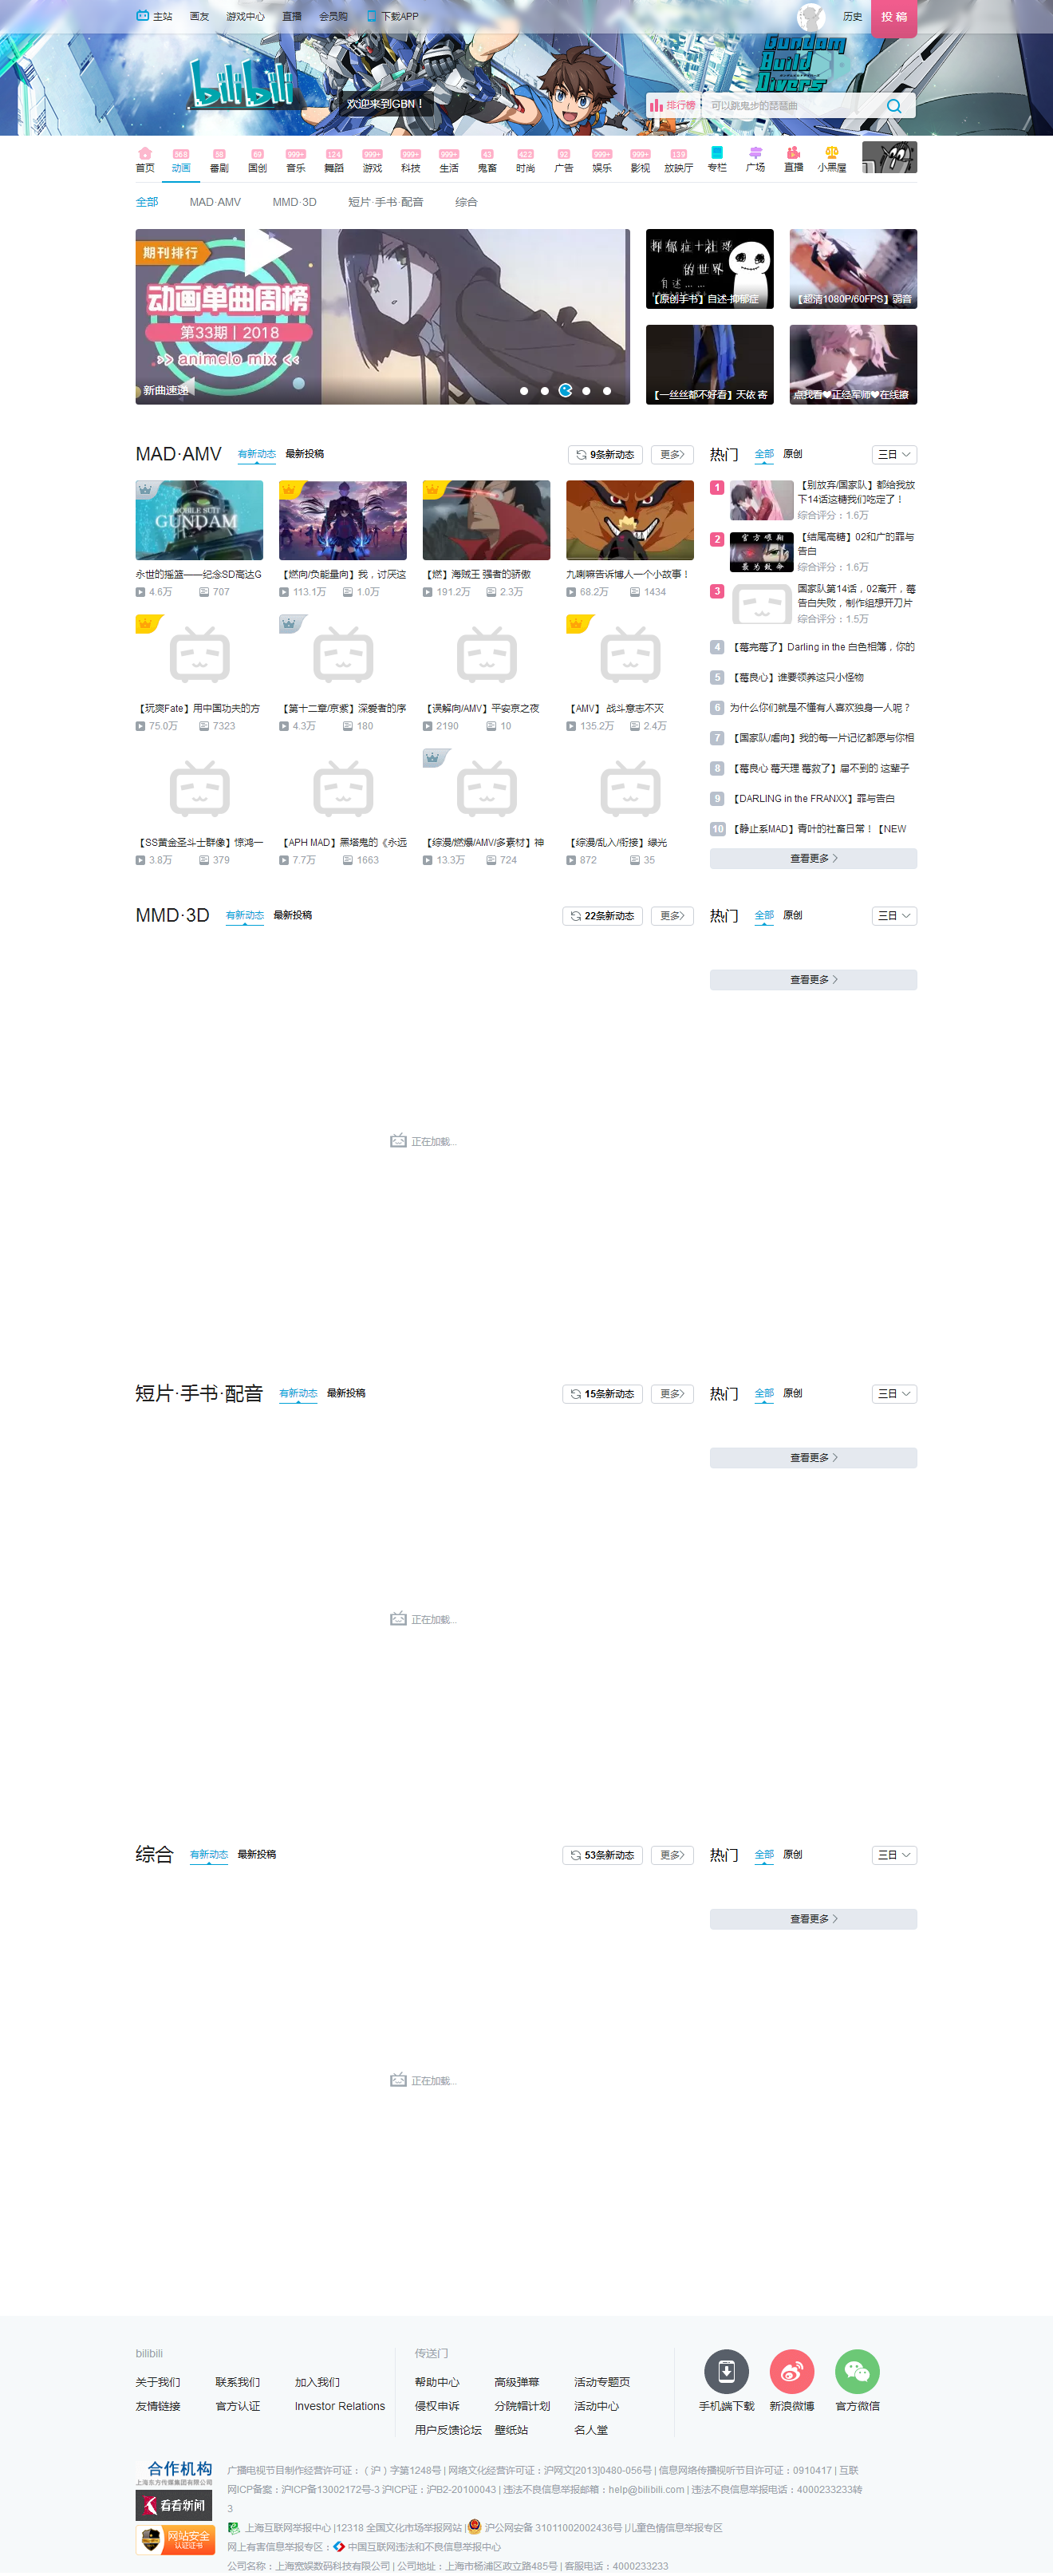 主站 画友 游戏中心 直播 会员购 下载APP 历史 投稿
Gundam Build Divers
bilibili
欢迎来到GBN！
排行榜 可以跳鬼步的琵琶曲
568 58 69 999+ 124 999+ 999+ 999+ 43 423 92 999+ 999+ 139
首页 动画 番剧 国创 音乐 舞蹈 游戏 科技 生活 鬼畜 时尚 广告 娱乐 影视 放映厅 专栏 广场 直播 小黑屋
全部 MAD·AMV MMD·3D 短片·手书·配音 综合
期刊排行
动画单曲周榜
第33期 | 2018
>> animelo mix <<
新曲速递
抑郁症十社恐
的世界
自述……
【原创手书】自述-抑郁症
【超清1080P/60FPS】弱音
【一丝丝都不好看】天依 寄
点我看❤正经军师❤在线撩
MAD·AMV 有新动态 最新投稿 9条新动态 更多>
MOBILE SUIT
GUNDAM
永世的摇篮——纪念SD高达G
4.6万 707
【燃向/负能量向】我，讨厌这
113.1万 1.0万
【燃】海贼王 强者的骄傲
191.2万 2.3万
九喇嘛告诉博人一个小故事！
68.2万 1434
【玩爽Fate】用中国功夫的方
75.0万 7323
【第十二章/京紫】深爱者的序
4.3万 180
【误解向/AMV】平安京之夜
2190 10
【AMV】 战斗意志不灭
135.2万 2.4万
【SS黄金圣斗士群像】惊鸿一
3.8万 379
【APH MAD】黑塔鬼的《永远
7.7万 1663
【综漫/燃爆/AMV/多素材】神
13.3万 724
【综漫/乱入/衔接】绿光
872 35
热门 全部 原创 三日
1 【别放弃/国家队】都给我放
下14话这糖我们吃定了！
综合评分：1.6万
官方雌厕
最为致命
2 【结尾高糖】02和广的罪与
告白
综合评分：1.6万
3 国家队第14话，02离开，莓
告白失败，制作组想开刀片
综合评分：1.5万
4 【莓完莓了】Darling in the 白色相簿，你的
5 【莓良心】谁要领养这只小怪物
6 为什么你们就是不懂有人喜欢独身一人呢？
7 【国家队/虐向】我的每一片记忆都愿与你相
8 【莓良心 莓天理 莓救了】届不到的 这辈子
9 【DARLING in the FRANXX】罪与告白
10 【静止系MAD】青叶的社畜日常！【NEW
查看更多 >
MMD·3D 有新动态 最新投稿 22条新动态 更多>
热门 全部 原创 三日
查看更多 >
正在加载...
短片·手书·配音 有新动态 最新投稿 15条新动态 更多>
热门 全部 原创 三日
查看更多 >
正在加载...
综合 有新动态 最新投稿 53条新动态 更多>
热门 全部 原创 三日
查看更多 >
正在加载...
bilibili
关于我们 联系我们 加入我们
友情链接 官方认证 Investor Relations
传送门
帮助中心 高级弹幕 活动专题页
侵权申诉 分院帽计划 活动中心
用户反馈论坛 壁纸站 名人堂
手机端下载 新浪微博 官方微信
合作机构
上海东方传媒集团有限公司
看看新闻
网站安全
认证证书
广播电视节目制作经营许可证：（沪）字第1248号 | 网络文化经营许可证：沪网文[2013]0480-056号 | 信息网络传播视听节目许可证：0910417 | 互联
网ICP备案：沪ICP备13002172号-3 沪ICP证：沪B2-20100043 | 违法不良信息举报邮箱：help@bilibili.com | 违法不良信息举报电话：4000233233转
3
上海互联网举报中心 |12318 全国文化市场举报网站 | 沪公网安备 31011002002436号 |儿童色情信息举报专区
网上有害信息举报专区： 中国互联网违法和不良信息举报中心
公司名称：上海宽娱数码科技有限公司 | 公司地址：上海市杨浦区政立路485号 | 客服电话：4000233233